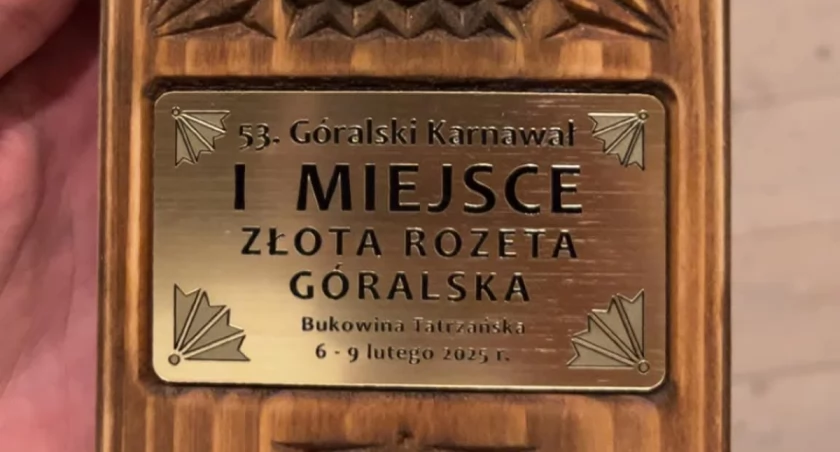 53. Góralski Karnawał
I MIEJSCE
ZŁOTA ROZETA
GÓRALSKA
Bukowina Tatrzańska
6 - 9 lutego 2025 r.